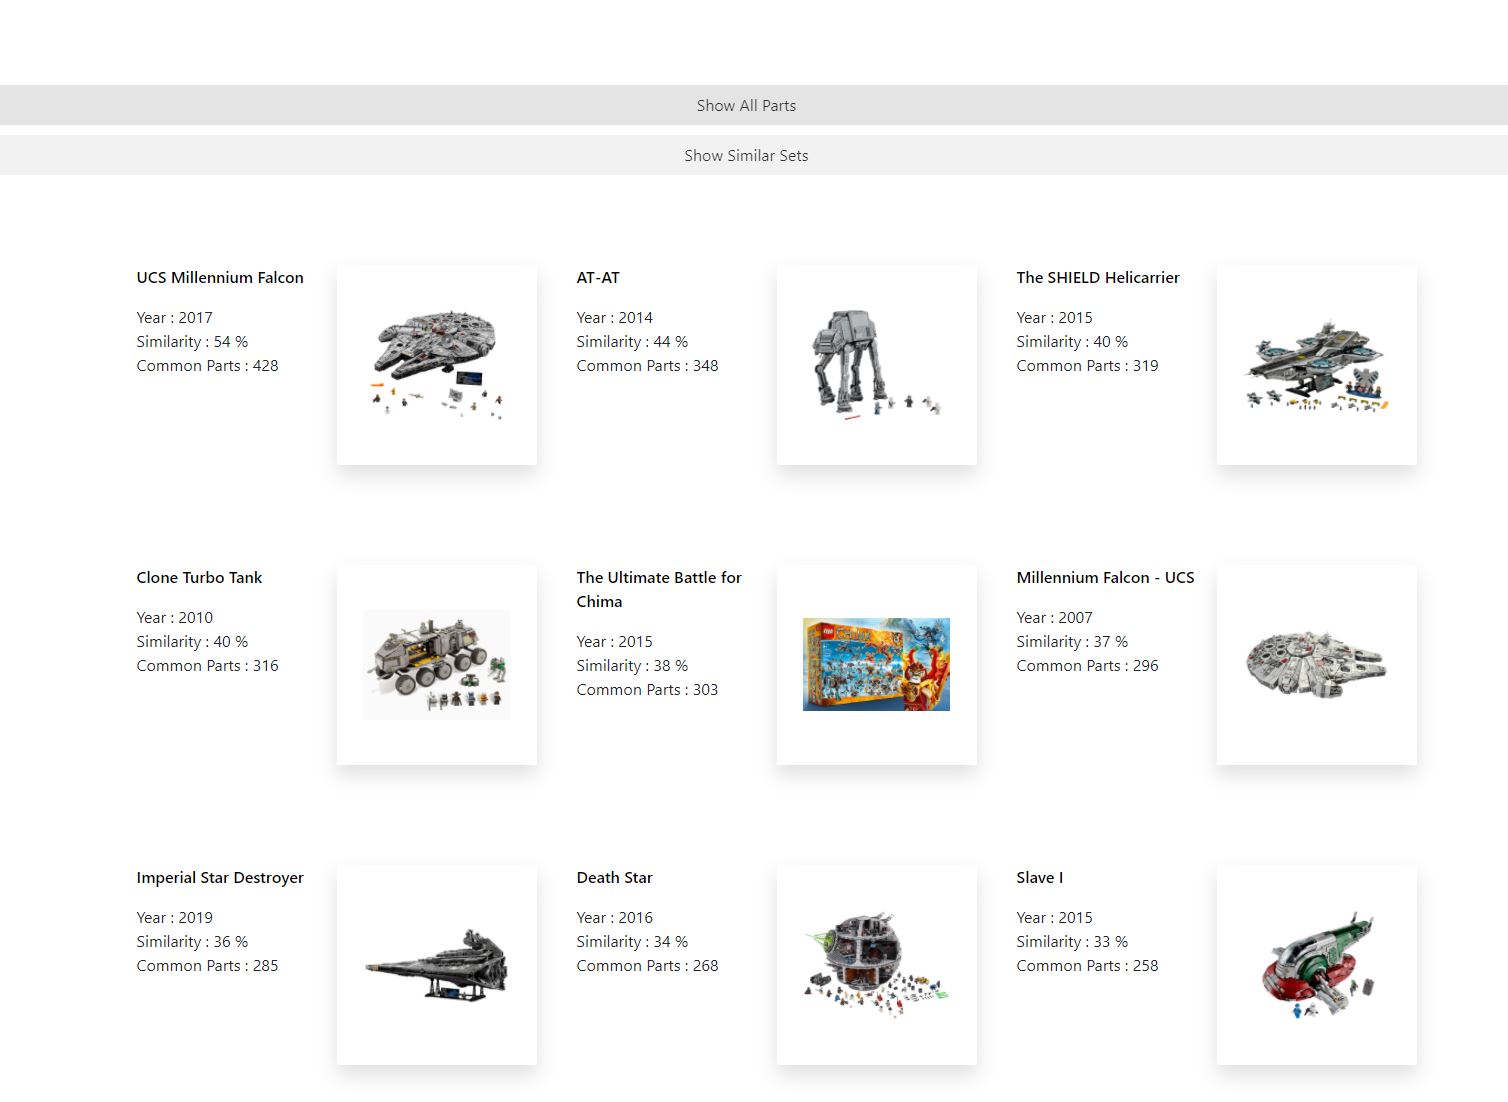 Show All Parts
Show Similar Sets
UCS Millennium Falcon
Year : 2017
Similarity : 54 %
Common Parts : 428
AT-AT
Year : 2014
Similarity : 44 %
Common Parts : 348
The SHIELD Helicarrier
Year : 2015
Similarity : 40 %
Common Parts : 319
Clone Turbo Tank
Year : 2010
Similarity : 40 %
Common Parts : 316
The Ultimate Battle for
Chima
Year : 2015
Similarity : 38 %
Common Parts : 303
Millennium Falcon - UCS
Year : 2007
Similarity : 37 %
Common Parts : 296
Imperial Star Destroyer
Year : 2019
Similarity : 36 %
Common Parts : 285
Death Star
Year : 2016
Similarity : 34 %
Common Parts : 268
Slave I
Year : 2015
Similarity : 33 %
Common Parts : 258